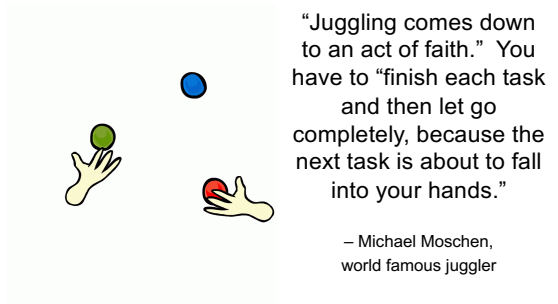 “Juggling comes down
to an act of faith.”  You
have to “finish each task
and then let go
completely, because the
next task is about to fall
into your hands.”
– Michael Moschen,
world famous juggler